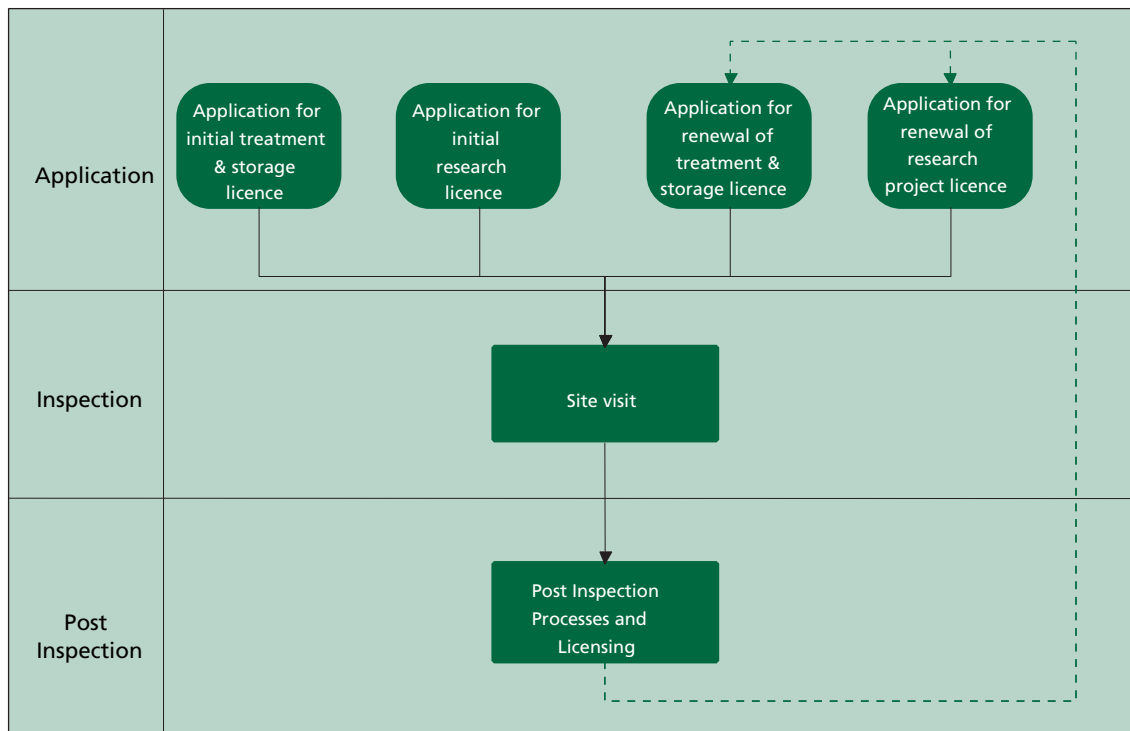 Application
Application for
initial treatment
& storage
licence
Application for
initial
research
licence
Application for
renewal of
treatment &
storage licence
Application for
renewal of
research
project licence
Inspection
Site visit
Post
Inspection
Post Inspection
Processes and
Licensing